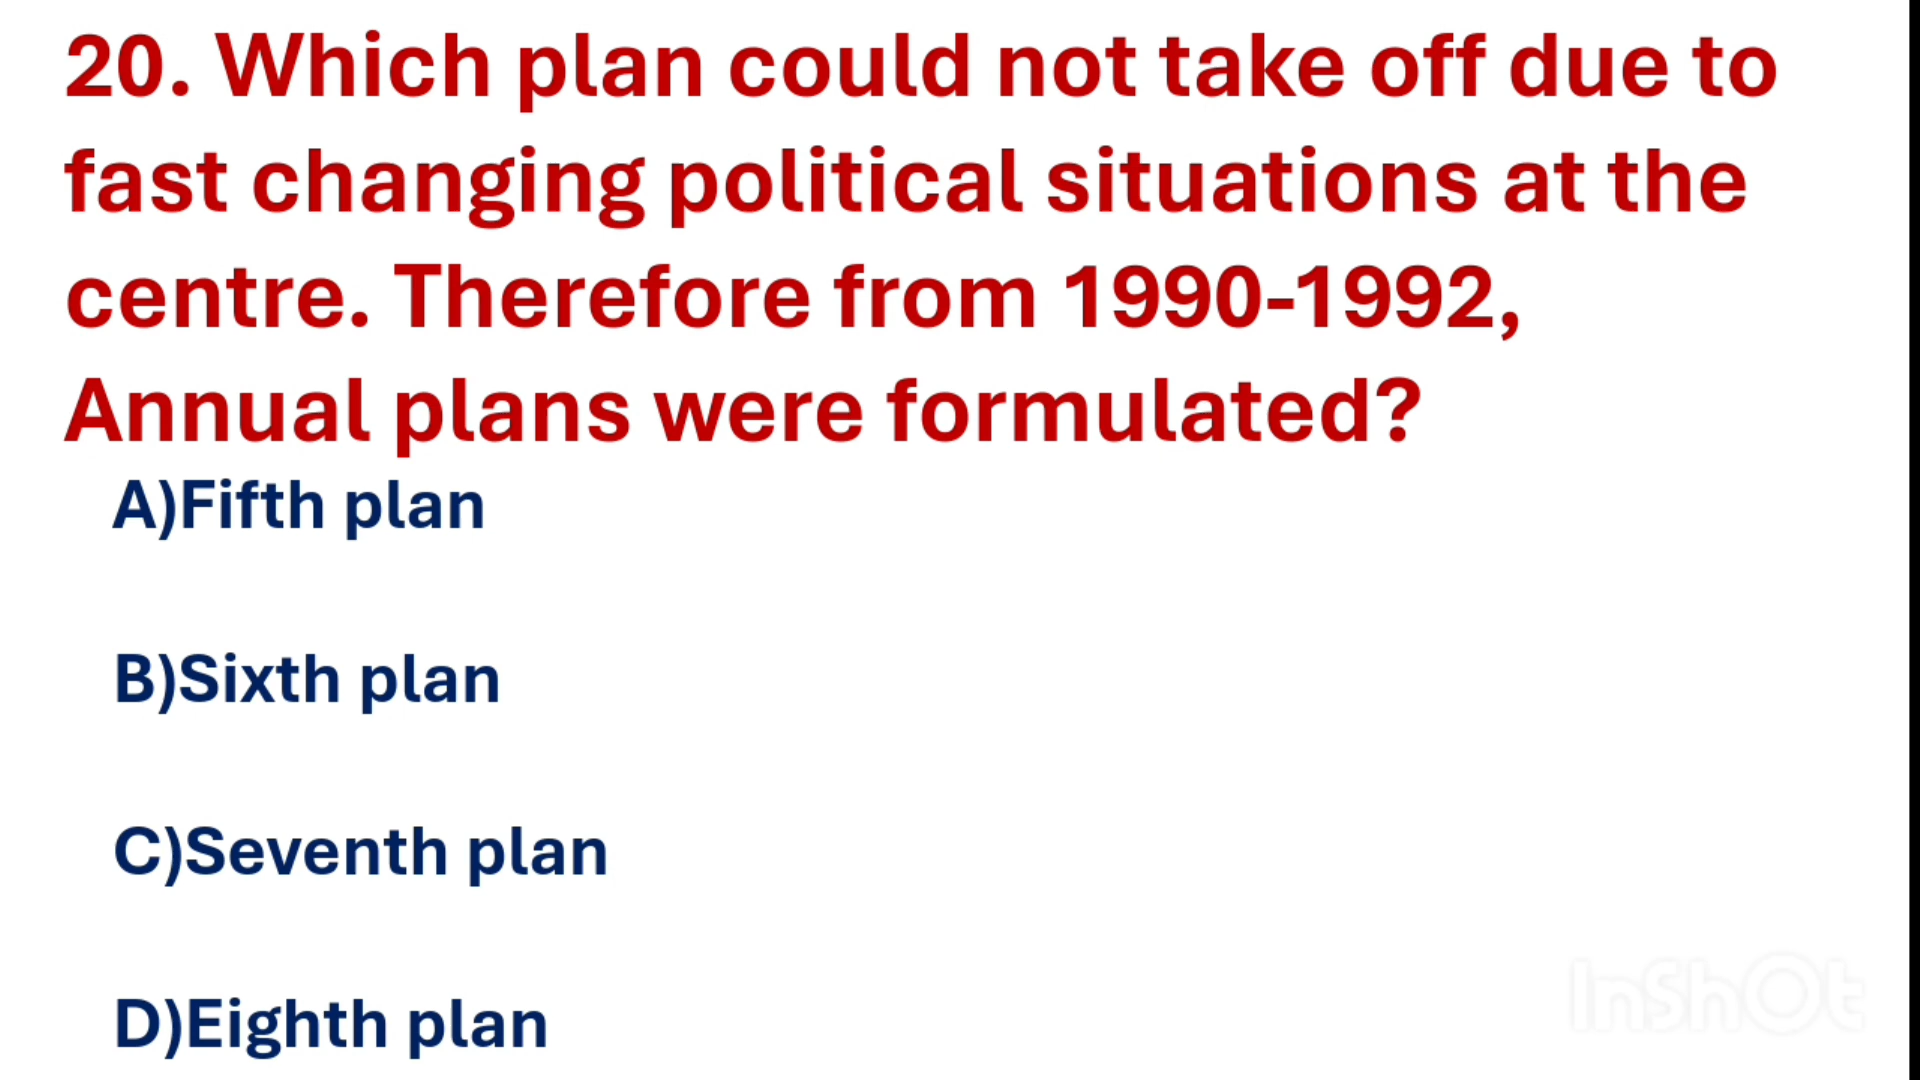 20. Which plan could not take off due to
fast changing political situations at the
centre. Therefore from 1990-1992,
Annual plans were formulated?
A)Fifth plan
B)Sixth plan
C)Seventh plan
D)Eighth plan
InShOt